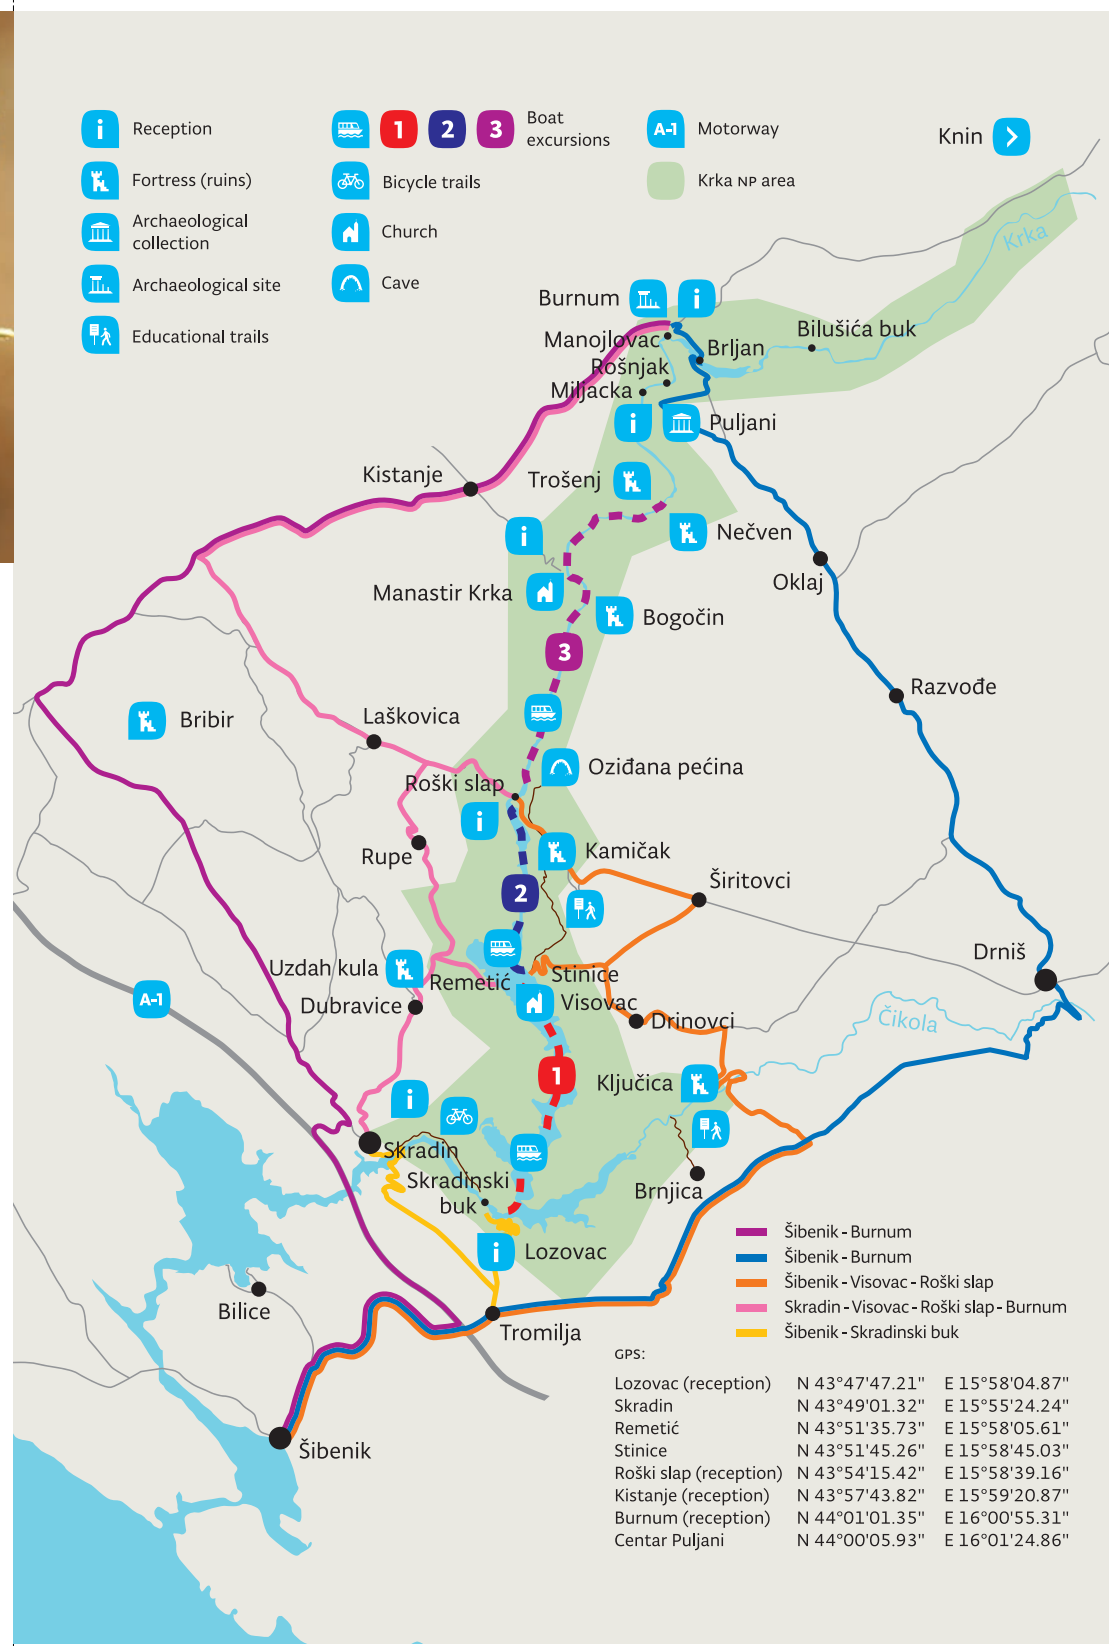 i Reception
Fortress (ruins)
Archaeological
collection
Archaeological site
Educational trails
1 2 3 Boat
excursions
Bicycle trails
Church
Cave
A-1 Motorway
Krka NP area
Knin
Krka
Burnum i
Manojlovac
Brljan
Bilušića buk
Rošnjak
Miljacka
i Puljani
Kistanje
Trošenj
i
Nečven
Oklaj
Manastir Krka
Bogočin
3
Razvođe
Bribir
Laškovica
Oziđana pećina
Roški slap
i
Rupe
Kamičak
2
Širitovci
Drniš
Uzdah kula
Remetić
Stinice
A-1
Dubravice
Visovac
Drinovci
Čikola
1
Ključica
i
Skradin
Skradinski
buk
Brnjica
i Lozovac
Bilice
Tromilja
Šibenik
Šibenik - Burnum
Šibenik - Burnum
Šibenik - Visovac - Roški slap
Skradin - Visovac - Roški slap - Burnum
Šibenik - Skradinski buk
GPS:
Lozovac (reception) N 43°47'47.21" E 15°58'04.87"
Skradin N 43°49'01.32" E 15°55'24.24"
Remetić N 43°51'35.73" E 15°58'05.61"
Stinice N 43°51'45.26" E 15°58'45.03"
Roški slap (reception) N 43°54'15.42" E 15°58'39.16"
Kistanje (reception) N 43°57'43.82" E 15°59'20.87"
Burnum (reception) N 44°01'01.35" E 16°00'55.31"
Centar Puljani N 44°00'05.93" E 16°01'24.86"